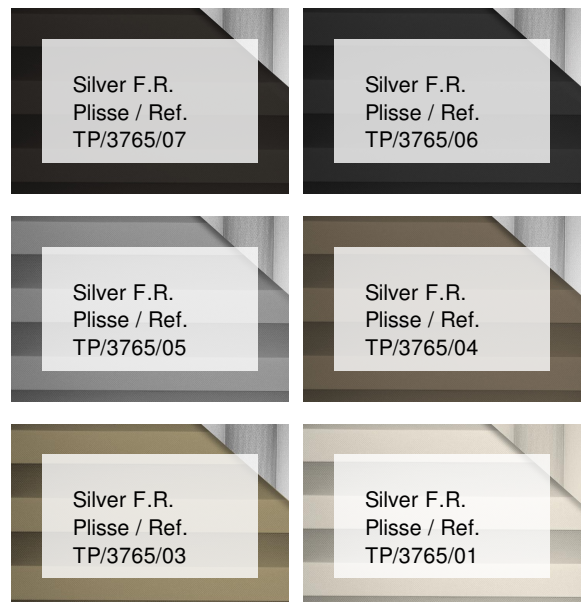 Silver F.R.
Plisse / Ref.
TP/3765/07
Silver F.R.
Plisse / Ref.
TP/3765/06
Silver F.R.
Plisse / Ref.
TP/3765/05
Silver F.R.
Plisse / Ref.
TP/3765/04
Silver F.R.
Plisse / Ref.
TP/3765/03
Silver F.R.
Plisse / Ref.
TP/3765/01